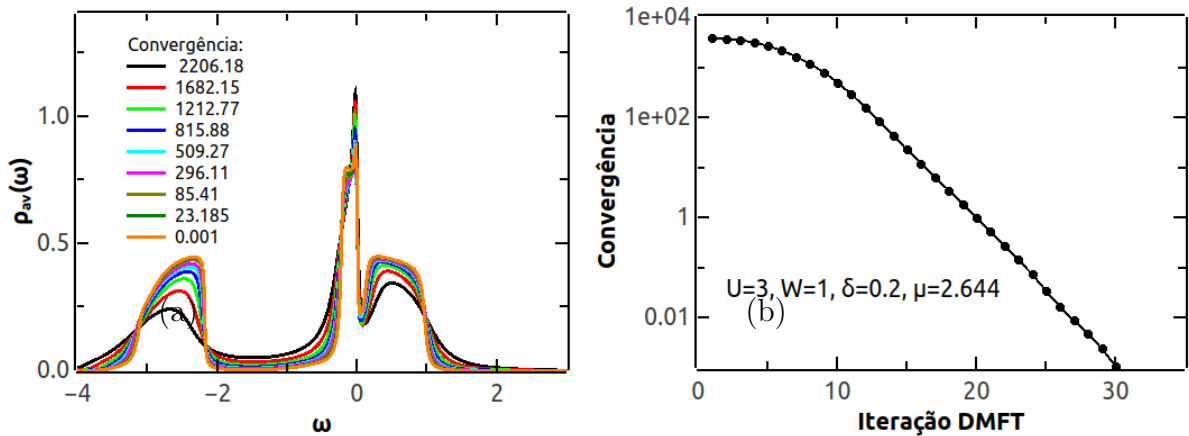 Convergência:
2206.18
1682.15
1212.77
815.88
509.27
296.11
85.41
23.185
0.001
1.0
0.5
0.0
ρav(ω)
−4
−2
0
2
ω
(a)
1e+04
1e+02
1
0.01
Convergência
U=3, W=1, δ=0.2, μ=2.644
(b)
0
10
20
30
Iteração DMFT